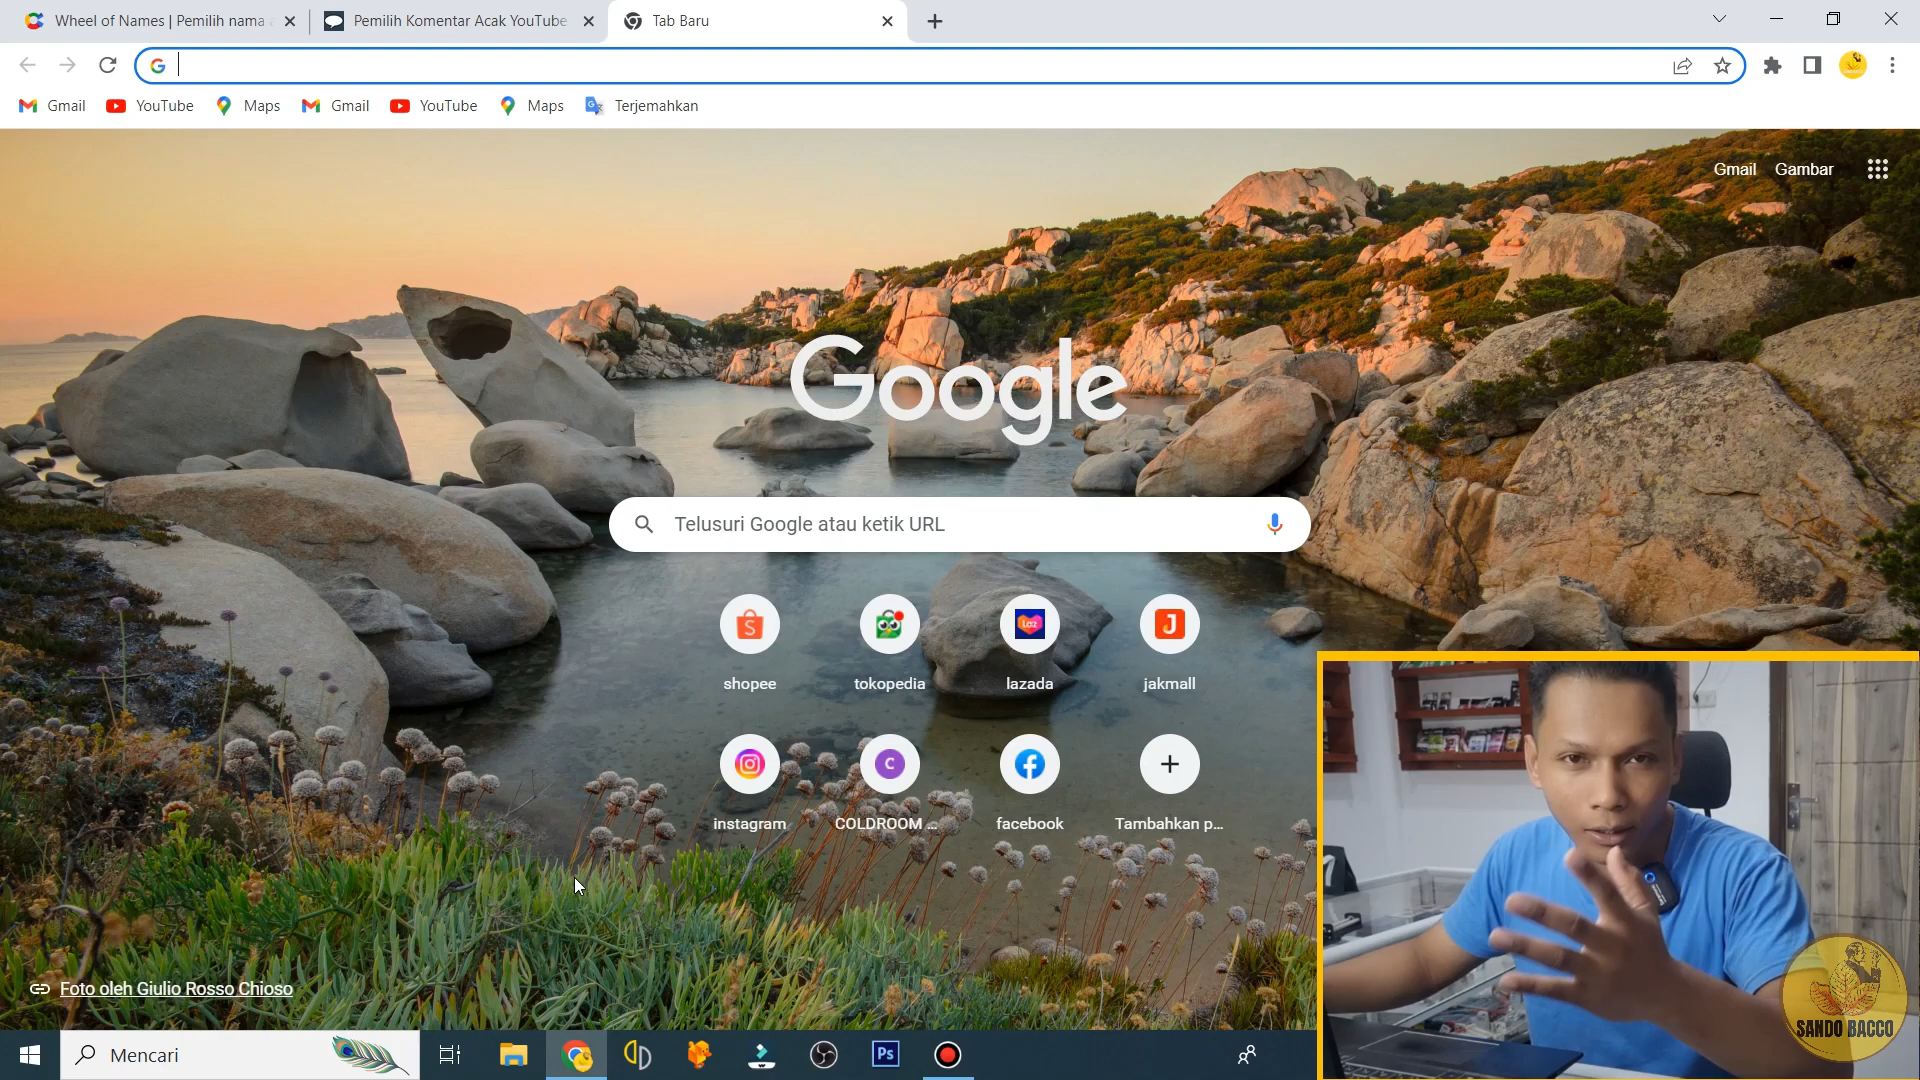 Wheel of Names | Pemilih nama
Pemilih Komentar Acak YouTube
Tab Baru
Gmail
YouTube
Maps
Gmail
YouTube
Maps
Terjemahkan
Gmail
Gambar
Google
Telusuri Google atau ketik URL
shopee
tokopedia
lazada
jakmall
instagram
COLDROOM ...
facebook
Tambahkan p...
Foto oleh Giulio Rosso Chioso
Mencari
Ps
SANDO BACCO